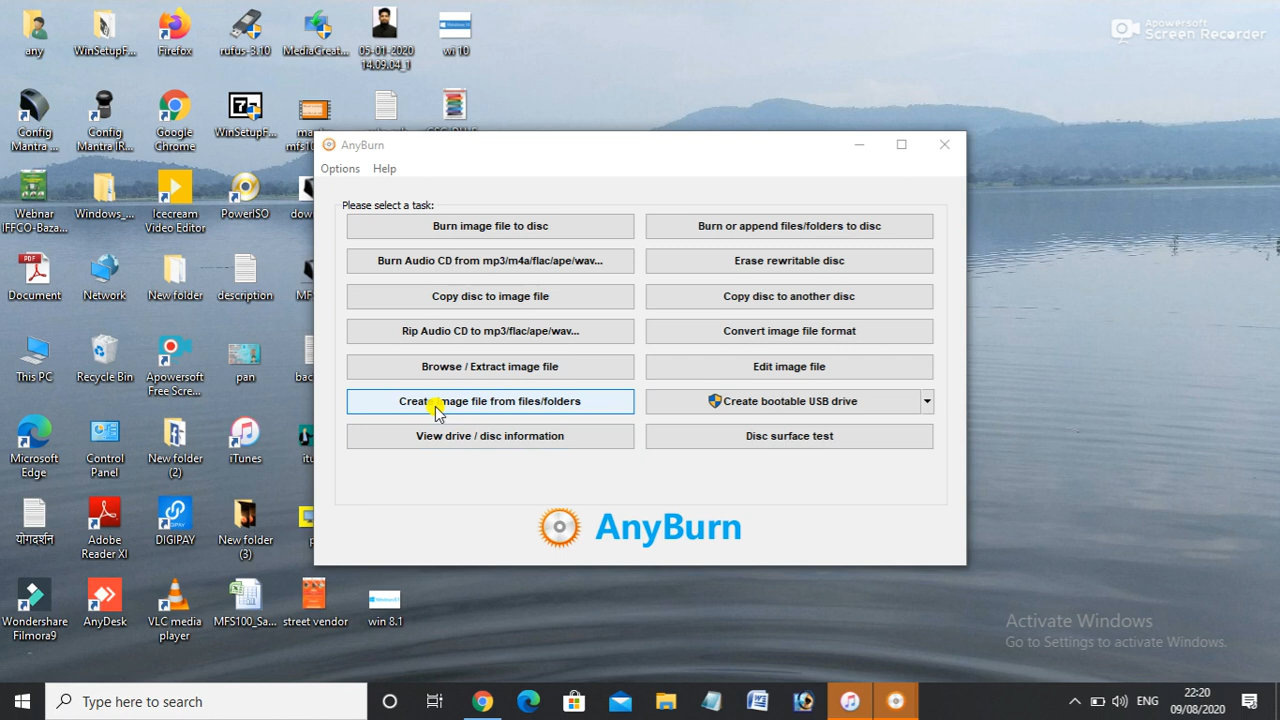 any
WinSetupF...
Firefox
rufus-3.10
MediaCreat...
05-01-2020
14.09.04_1
wi 10
Apowersoft
Screen Recorder
Config
Mantra ...
Config
Mantra IR...
Google
Chrome
WinSetupF...
AnyBurn
Options
Help
Please select a task:
Burn image file to disc
Burn or append files/folders to disc
Burn Audio CD from mp3/m4a/flac/ape/wav...
Erase rewritable disc
Copy disc to image file
Copy disc to another disc
Rip Audio CD to mp3/flac/ape/wav...
Convert image file format
Browse / Extract image file
Edit image file
Create image file from files/folders
Create bootable USB drive
View drive / disc information
Disc surface test
AnyBurn
Webnar
IFFCO-Baza...
Windows_...
Icecream
Video Editor
PowerISO
Document
Network
New folder
description
This PC
Recycle Bin
Apowersoft
Free Scre...
pan
Microsoft
Edge
Control
Panel
New folder
(2)
iTunes
योगदर्शन
Adobe
Reader XI
DIGIPAY
New folder
(3)
Wondershare
Filmora9
AnyDesk
VLC media
player
MFS100_Sa...
street vendor
win 8.1
Activate Windows
Go to Settings to activate Windows.
Type here to search
ENG
22:20
09/08/2020